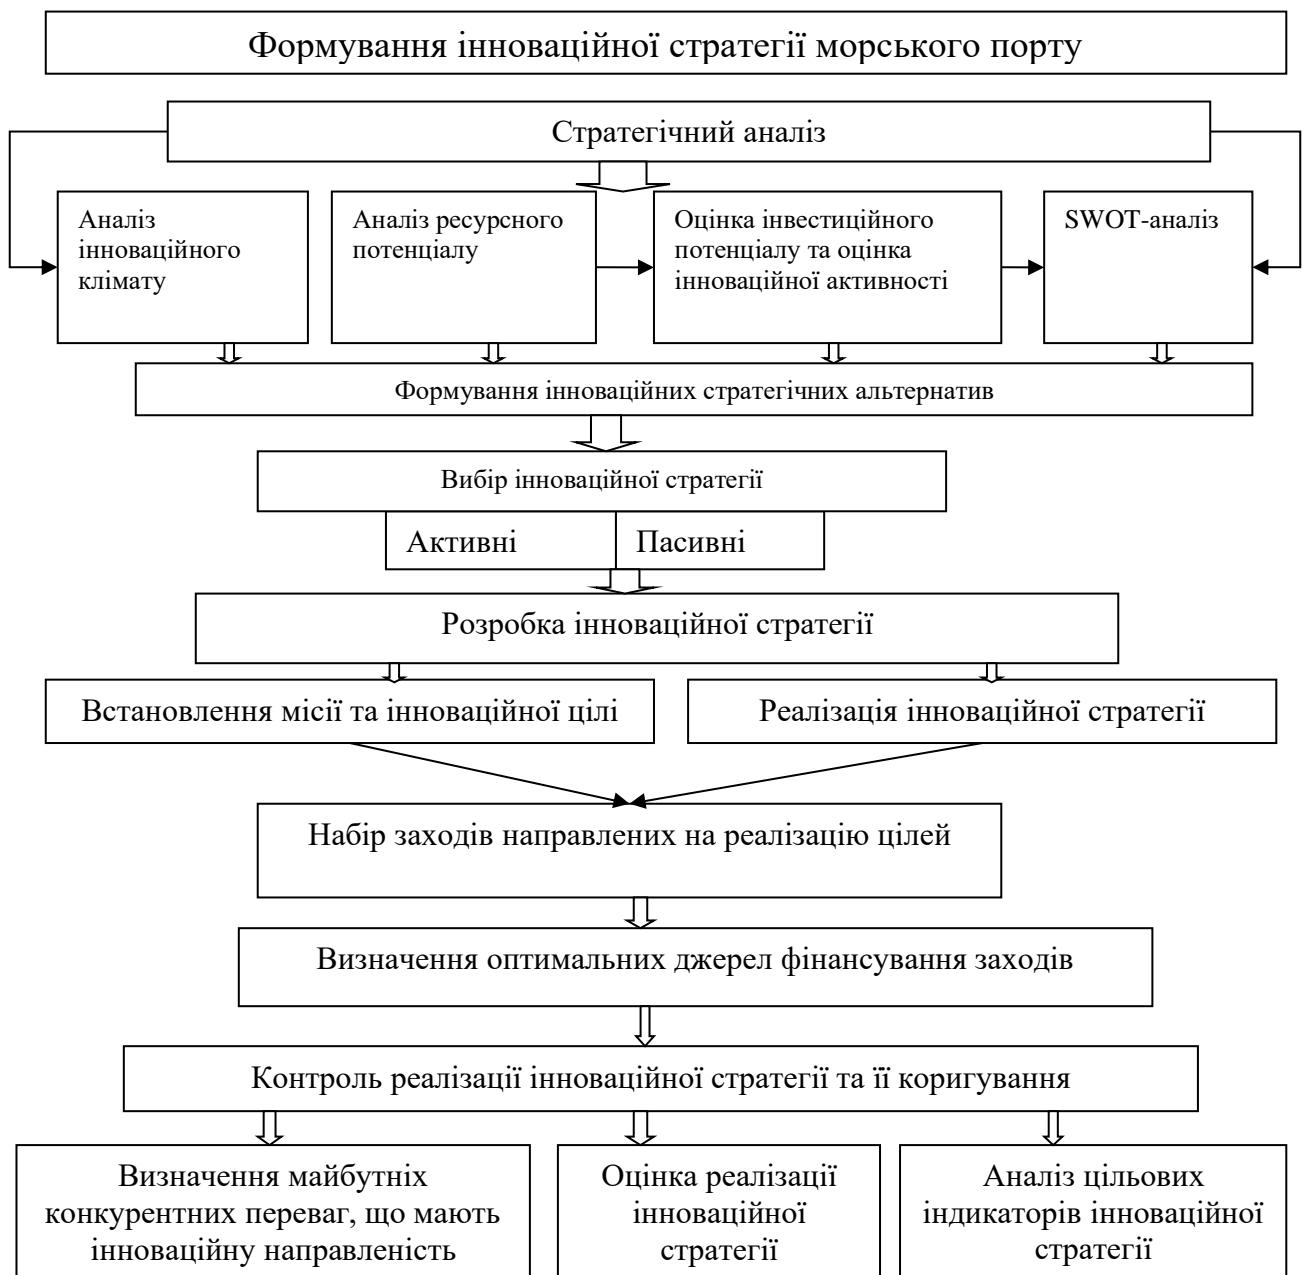 Формування інноваційної стратегії морського порту
Стратегічний аналіз
Аналіз
інноваційного
клімату
Аналіз ресурсного
потенціалу
Оцінка інвестиційного
потенціалу та оцінка
інноваційної активності
SWOT-аналіз
Формування інноваційних стратегічних альтернатив
Вибір інноваційної стратегії
Активні
Пасивні
Розробка інноваційної стратегії
Встановлення місії та інноваційної цілі
Реалізація інноваційної стратегії
Набір заходів направлених на реалізацію цілей
Визначення оптимальних джерел фінансування заходів
Контроль реалізації інноваційної стратегії та її коригування
Визначення майбутніх
конкурентних переваг, що мають
інноваційну направленість
Оцінка реалізації
інноваційної
стратегії
Аналіз цільових
індикаторів інноваційної
стратегії